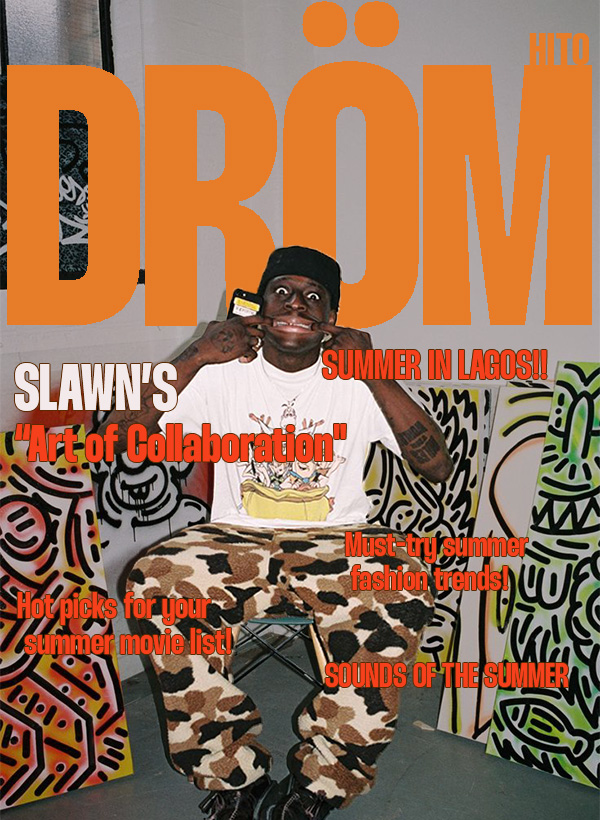 HITO
DRÖM
SLAWN'S
SUMMER IN LAGOS!!
“Art of Collaboration"
Must-try summer
fashion trends!
Hot picks for your
summer movie list!
SOUNDS OF THE SUMMER